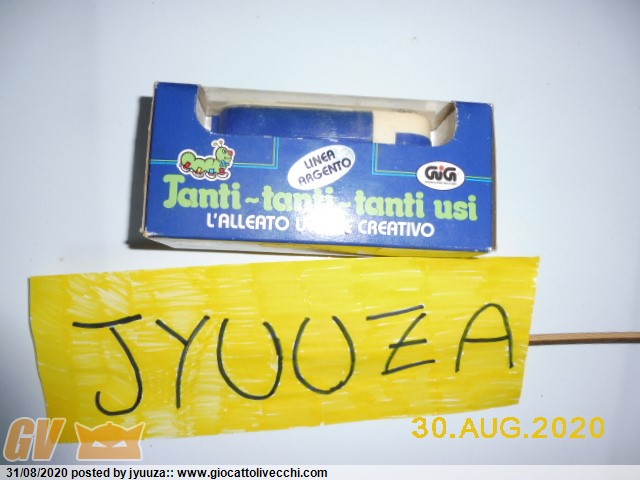 LINEA
ARGENTO
GiG
Tanti~tanti~tanti usi
L'ALLEATO CREATIVO
JYUUZA
30.AUG.2020
GV
31/08/2020 posted by jyuuza:: www.giocattolivecchi.com